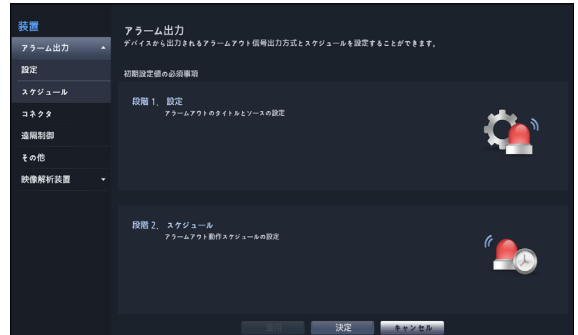 装置
アラーム出力
設定
スケジュール
コネクタ
遠隔制御
その他
映像解析装置
アラーム出力
デバイスから出力されるアラームアウト信号出力方式とスケジュールを設定することができます。
初期設定値の必須事項
段階 1、 設定
アラームアウトのタイトルとソースの設定
段階 2、 スケジュール
アラームアウト動作スケジュールの設定
決定
キャンセル